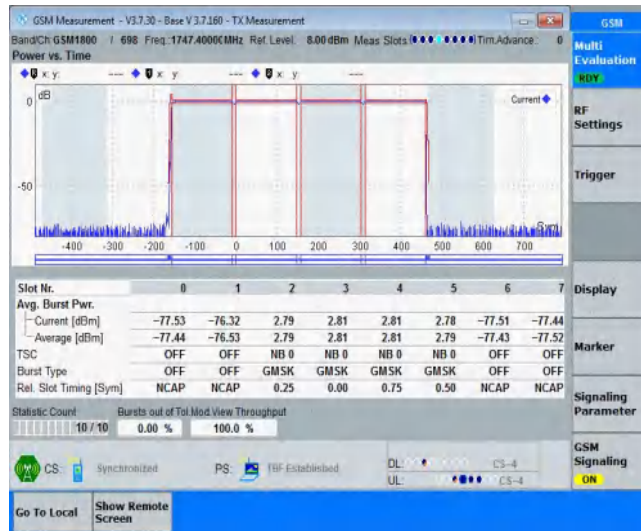 GSM Measurement - V3.7.30 - Base V 3.7.160 - TX Measurement
GSM
Band/Ch: GSM1800 / 698 Freq.: 1747.4000 MHz Ref. Level: 8.00 dBm Meas Slots Tim.Advance: 0
Power vs. Time
Multi
Evaluation
RDY
x y: --- x y --- x y ---
dB
0
Current
RF
Settings
Trigger
-50
Sym
-400 -300 -200 -100 0 100 200 300 400 500 600 700
Slot Nr. 0 1 2 3 4 5 6 7
Display
Avg. Burst Pwr.
Current [dBm] -77.53 -76.32 2.79 2.81 2.81 2.78 -77.51 -77.44
Average [dBm] -77.44 -76.53 2.79 2.81 2.81 2.79 -77.43 -77.52
Marker
TSC OFF OFF NB 0 NB 0 NB 0 NB 0 OFF OFF
Burst Type OFF OFF GMSK GMSK GMSK GMSK OFF OFF
Rel. Slot Timing [Sym] NCAP NCAP 0.25 0.00 0.75 0.50 NCAP NCAP
Signaling
Parameter
Statistic Count Bursts out of Tol. Mod.View Throughput
10 / 10 0.00 % 100.0 %
CS: Synchronized PS: TBF Established DL: CS-4
UL: CS-4
GSM
Signaling
ON
Go To Local
Show Remote
Screen